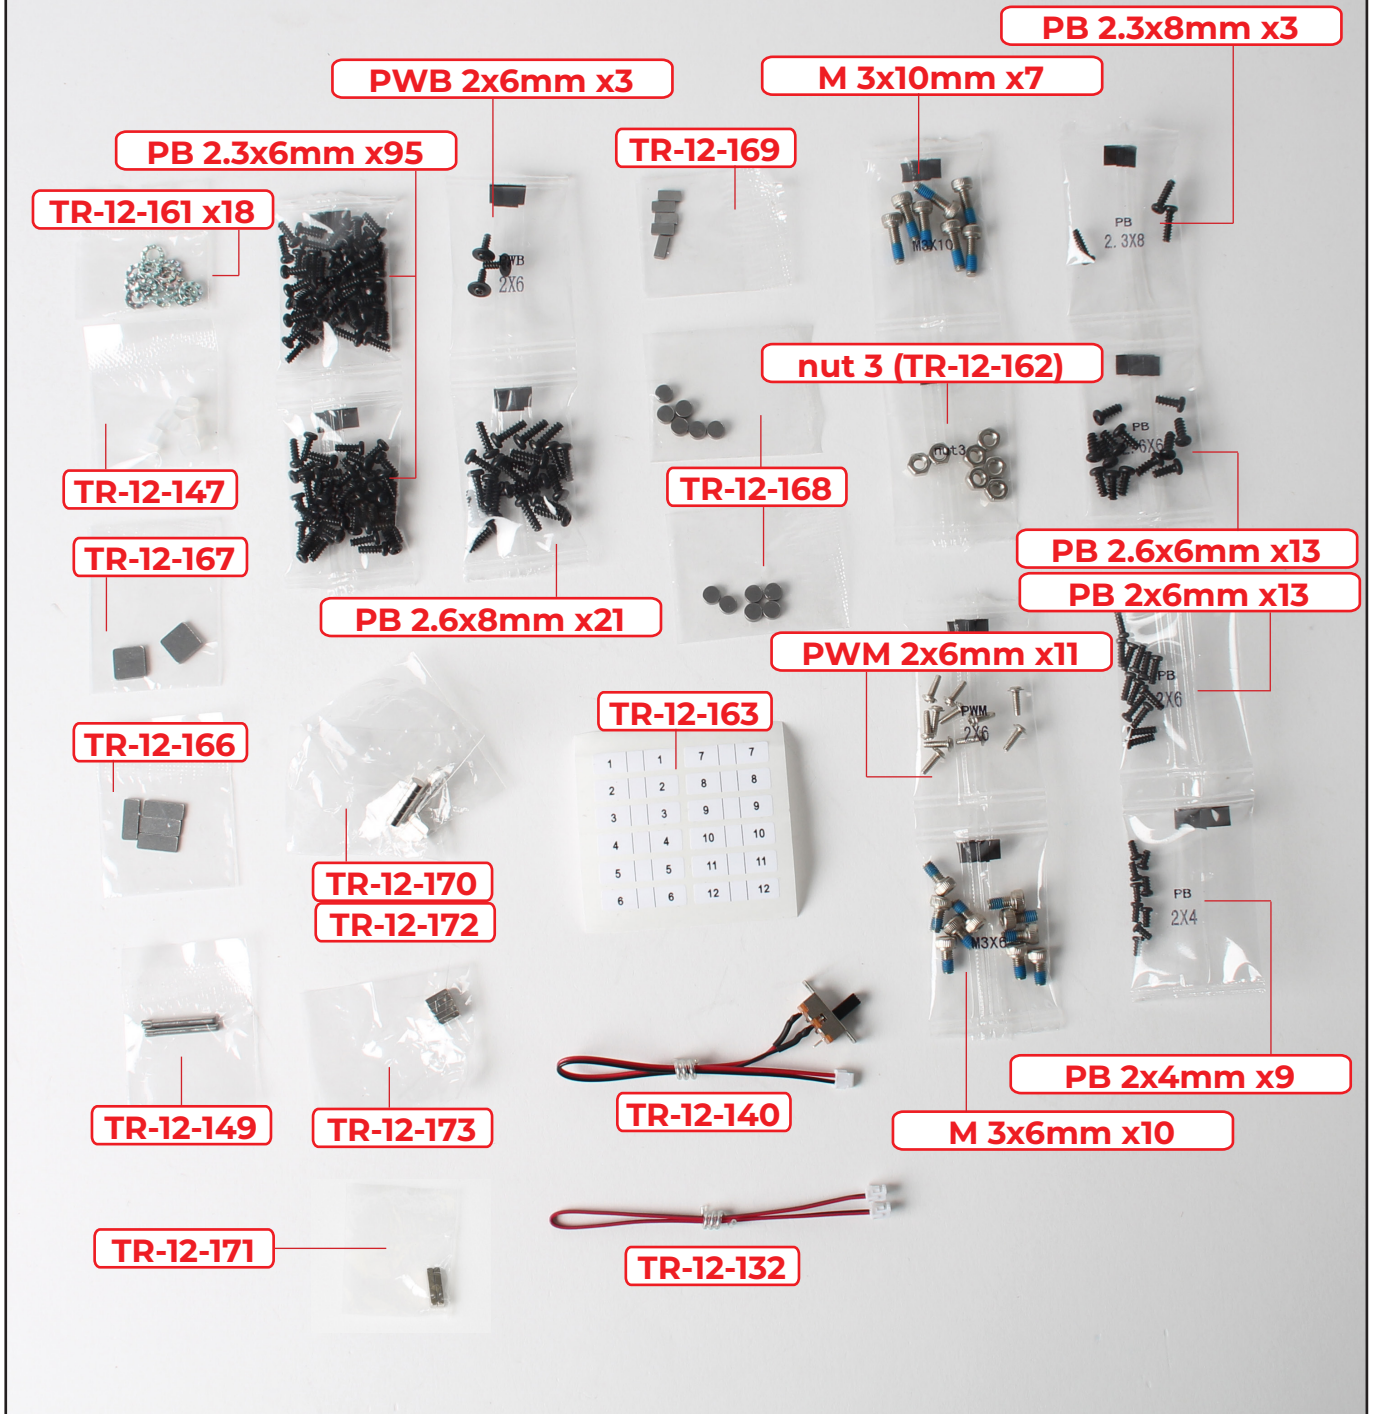 PB 2.3x8mm x3
PWB 2x6mm x3
M 3x10mm x7
PB 2.3x6mm x95
TR-12-169
TR-12-161 x18
PB
2.3X8
M3X10
WB
2X6
nut 3 (TR-12-162)
PB
2.6X6
nut3
TR-12-147
TR-12-168
TR-12-167
PB 2.6x6mm x13
PB 2x6mm x13
PB 2.6x8mm x21
PWM 2x6mm x11
PB
2X6
TR-12-163
PWM
2X6
TR-12-166
1 1 7 7
2 2 8 8
3 3 9 9
4 4 10 10
5 5 11 11
6 6 12 12
TR-12-170
TR-12-172
PB
2X4
M3X6
PB 2x4mm x9
TR-12-149
TR-12-173
TR-12-140
M 3x6mm x10
TR-12-171
TR-12-132